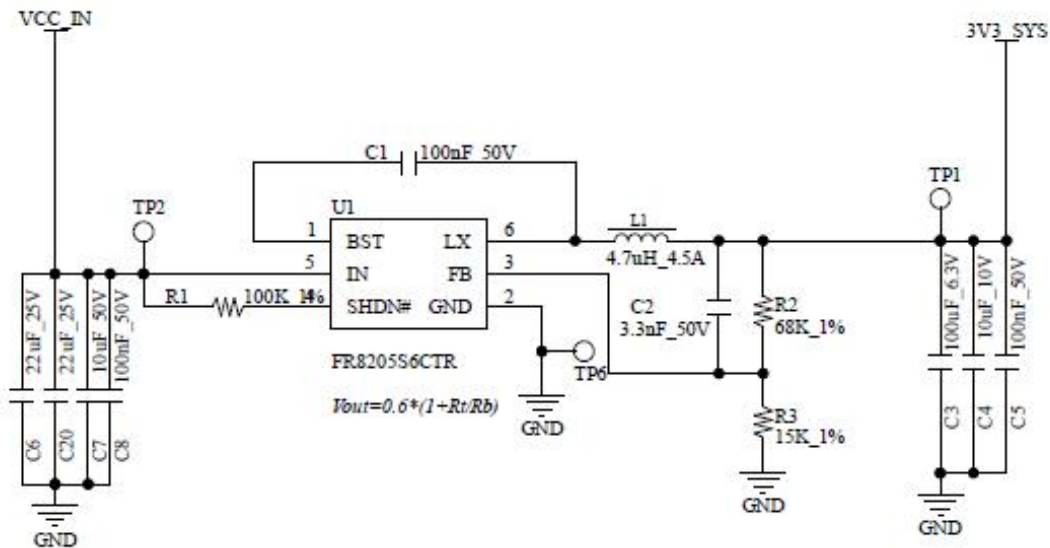 VCC_IN
3V3_SYS
C1
100nF_50V
TP2
U1
TP1
1
BST
LX
6
L1
4.7uH_4.5A
5
IN
FB
3
R1
100K_1%
4
SHDN#
GND
2
C2
3.3nF_50V
R2
68K_1%
FR8205S6CTR
TP6
Vout=0.6*(1+Rt/Rb)
GND
R3
15K_1%
GND
22uF_25V
22uF_25V
10uF_50V
100nF_50V
C6
C20
C7
C8
GND
100uF_6.3V
10uF_10V
100nF_50V
C3
C4
C5
GND